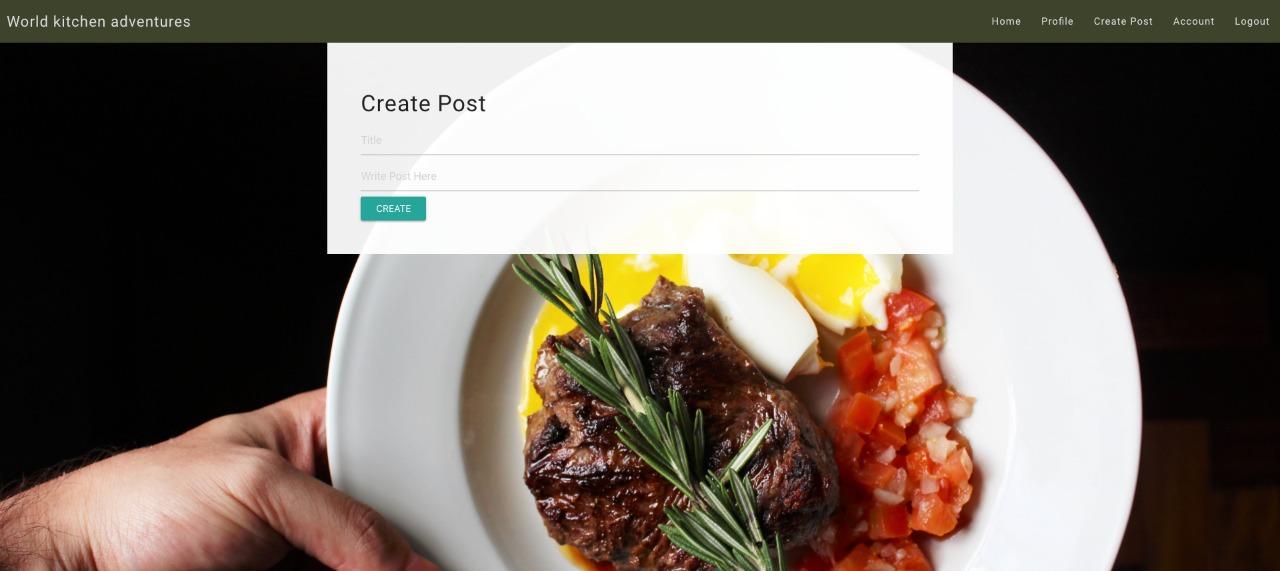 World kitchen adventures
Home Profile Create Post Account Logout
Create Post
Title
Write Post Here
CREATE